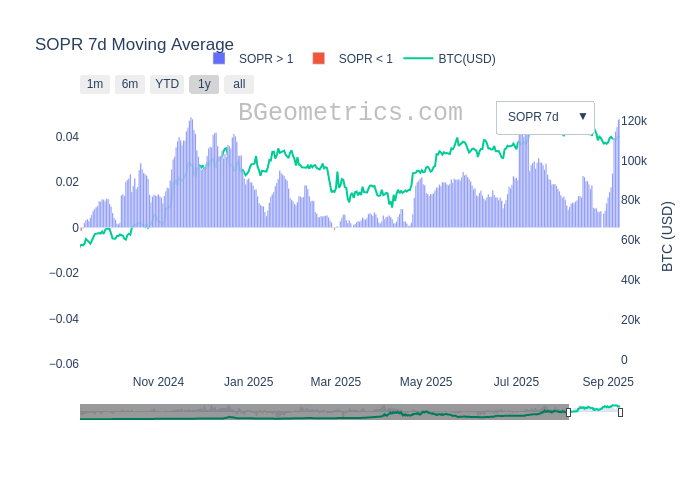 SOPR 7d Moving Average
SOPR > 1
SOPR < 1
BTC(USD)
1m
6m
YTD
1y
all
BGeometrics.com
SOPR 7d
▼
0.04
0.02
0
−0.02
−0.04
−0.06
120k
100k
80k
60k
40k
20k
0
BTC (USD)
Nov 2024
Jan 2025
Mar 2025
May 2025
Jul 2025
Sep 2025